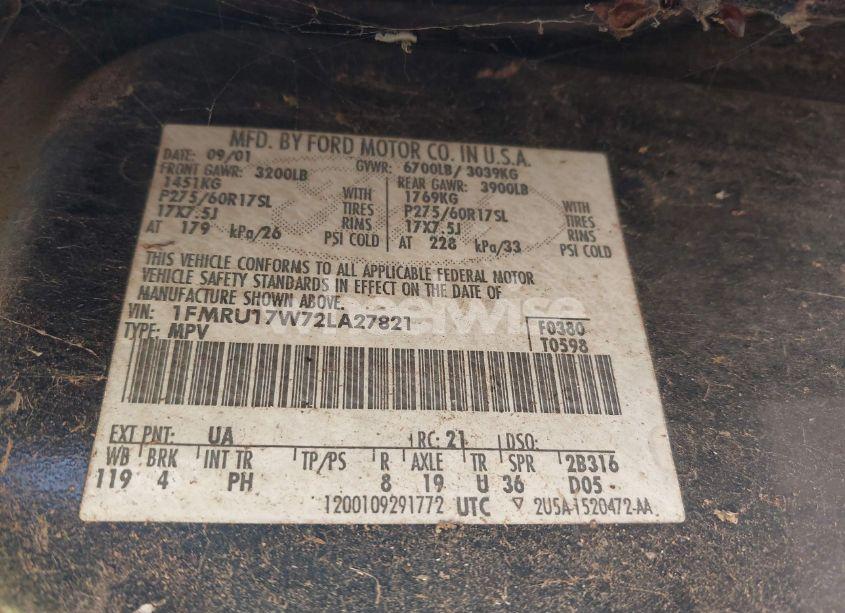 MFD. BY FORD MOTOR CO. IN U.S.A.
DATE: 09/01 GVWR: 6700LB/ 3039KG
FRONT GAWR: 3200LB REAR GAWR: 3900LB
1451KG WITH 1769KG WITH
P275/60R17SL TIRES P275/60R17SL TIRES
17X7.5J RIMS 17X7.5J RIMS
AT 179 kPa/26 PSI COLD AT 228 kPa/33 PSI COLD
THIS VEHICLE CONFORMS TO ALL APPLICABLE FEDERAL MOTOR
VEHICLE SAFETY STANDARDS IN EFFECT ON THE DATE OF
MANUFACTURE SHOWN ABOVE.
VIN: 1FMRU17W72LA27821 F0380
TYPE: MPV T0598
wheelwise
EXT PNT: UA RC: 21 DSO:
WB BRK INT TR TP/PS R AXLE TR SPR 2B316
119 4 PH 8 19 U 36 D05
1200109291772 UTC ▽ 2U5A-1520472-AA